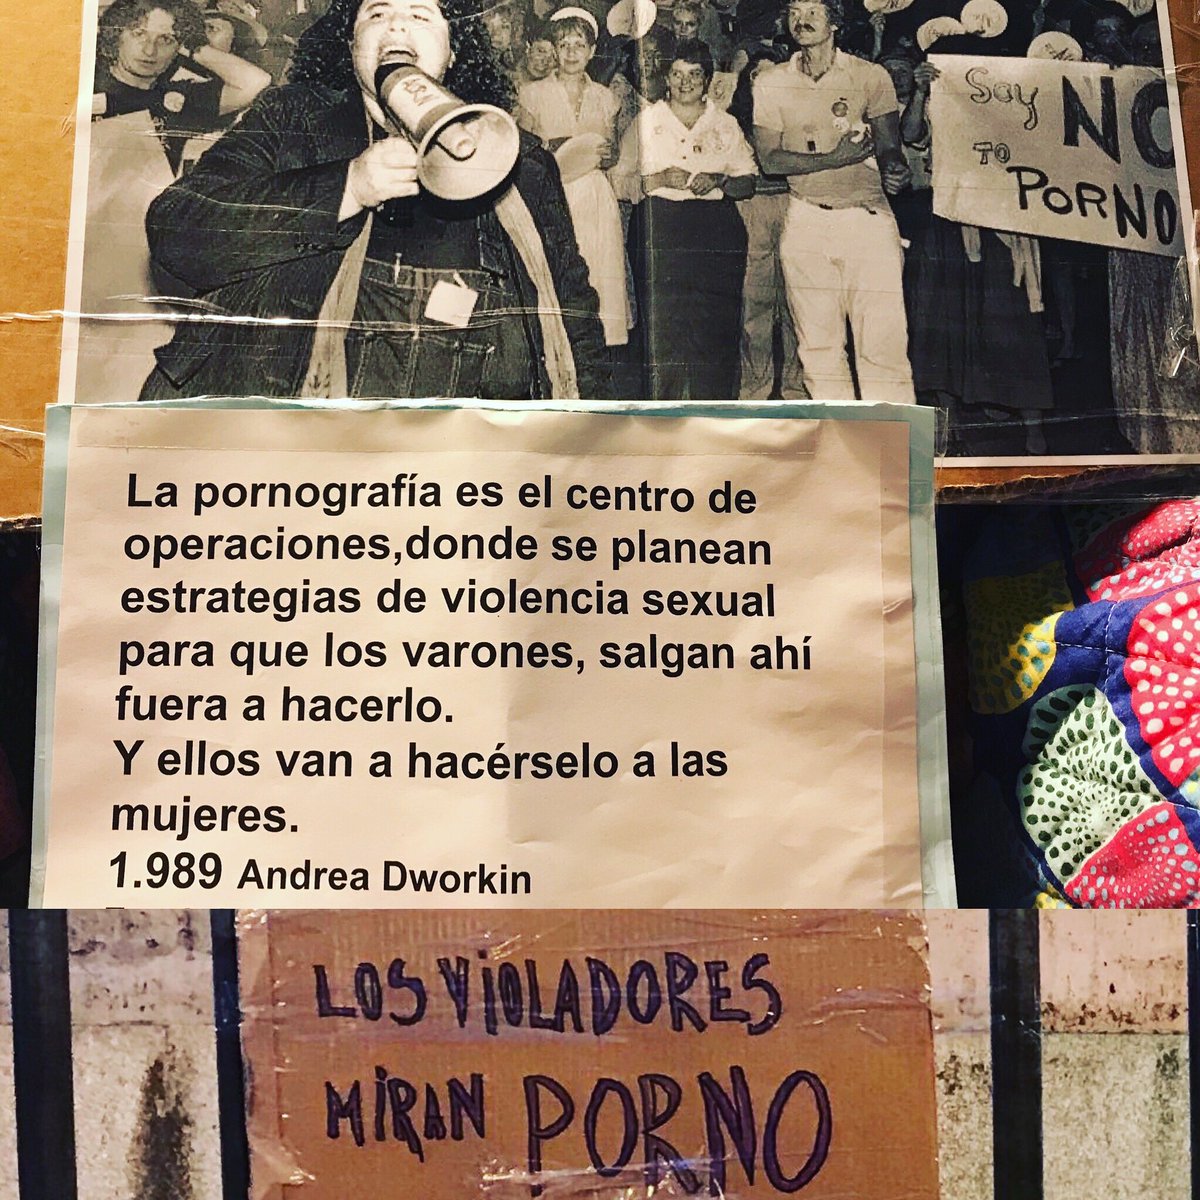 Say NO
TO
PORNO
La pornografía es el centro de
operaciones,donde se planean
estrategias de violencia sexual
para que los varones, salgan ahí
fuera a hacerlo.
Y ellos van a hacérselo a las
mujeres.
1.989 Andrea Dworkin
LOS ViOLADORES
MiRAN PORNO